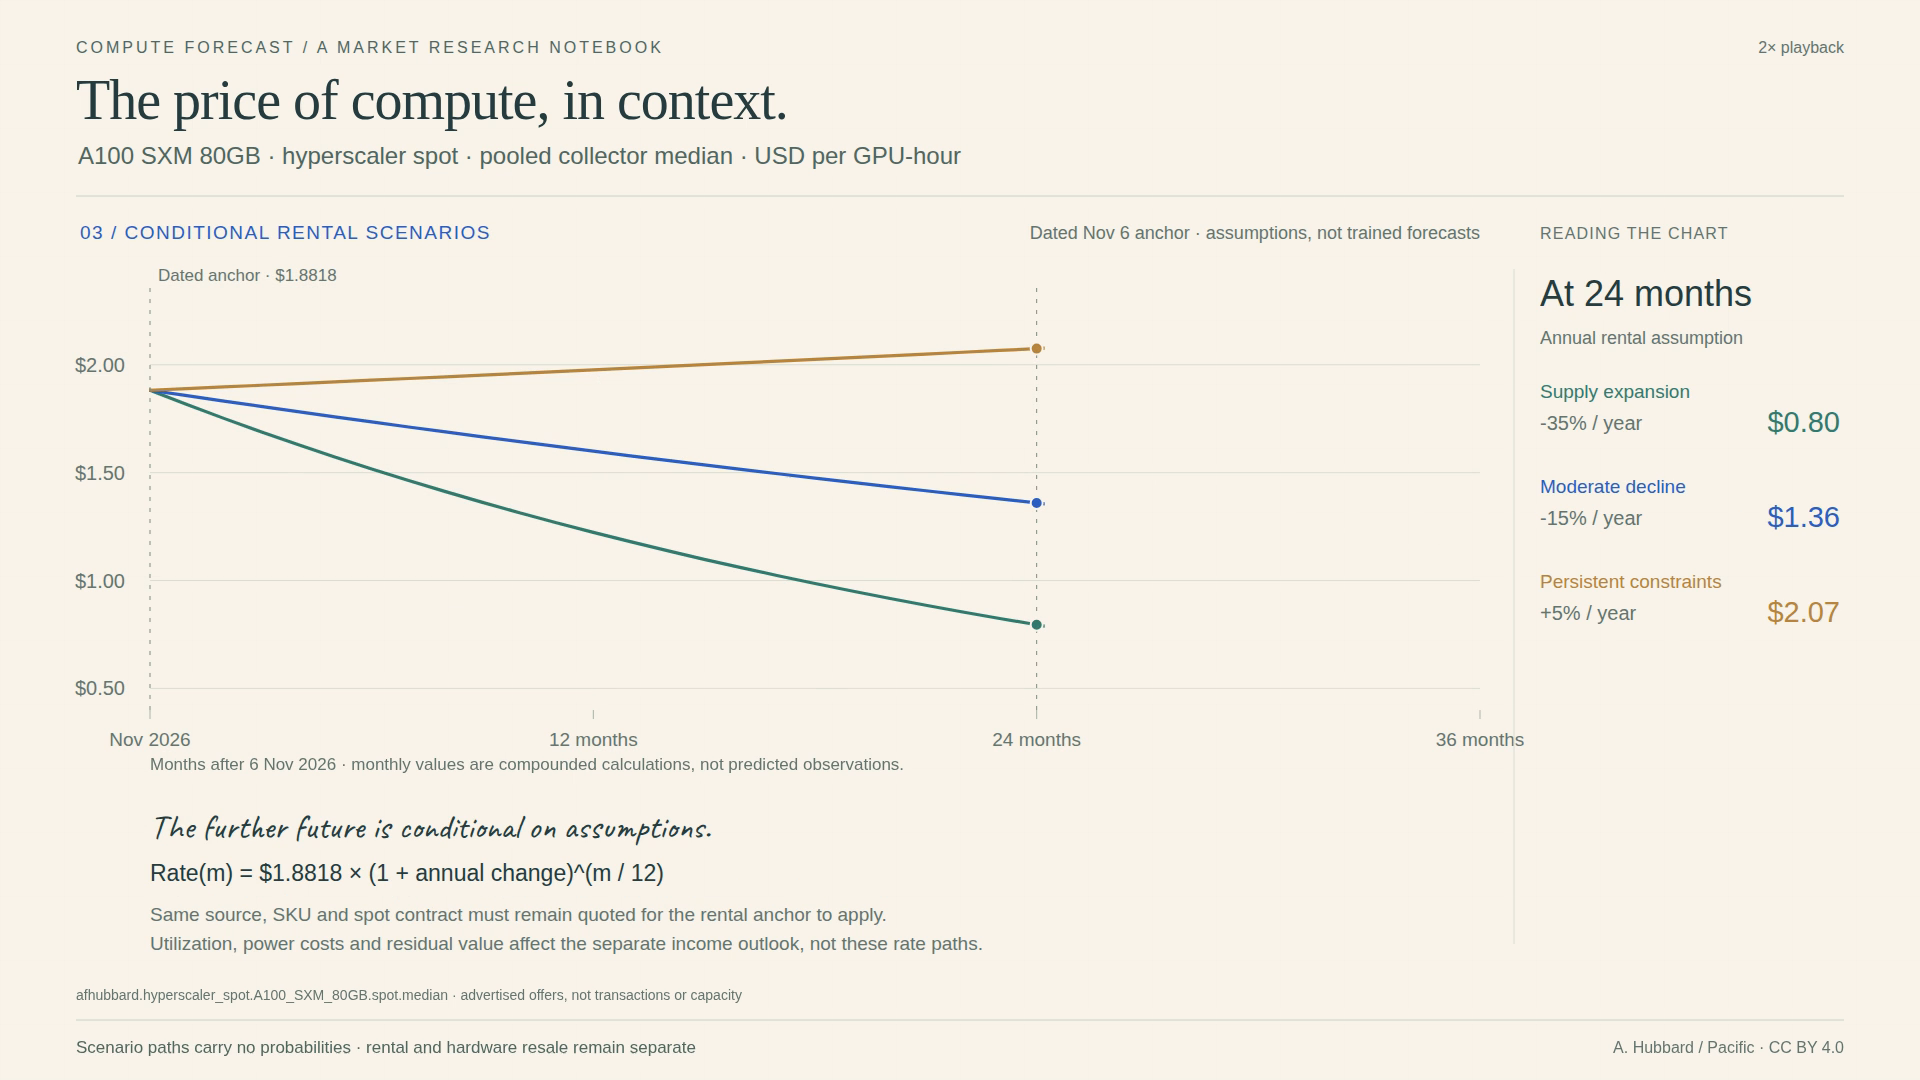 COMPUTE FORECAST / A MARKET RESEARCH NOTEBOOK
2× playback
The price of compute, in context.
A100 SXM 80GB · hyperscaler spot · pooled collector median · USD per GPU-hour
03 / CONDITIONAL RENTAL SCENARIOS
Dated Nov 6 anchor · assumptions, not trained forecasts
Dated anchor · $1.8818
$2.00
$1.50
$1.00
$0.50
Nov 2026
12 months
24 months
36 months
Months after 6 Nov 2026 · monthly values are compounded calculations, not predicted observations.
The further future is conditional on assumptions.
Rate(m) = $1.8818 × (1 + annual change)^(m / 12)
Same source, SKU and spot contract must remain quoted for the rental anchor to apply.
Utilization, power costs and residual value affect the separate income outlook, not these rate paths.
READING THE CHART
At 24 months
Annual rental assumption
Supply expansion
-35% / year
$0.80
Moderate decline
-15% / year
$1.36
Persistent constraints
+5% / year
$2.07
afhubbard.hyperscaler_spot.A100_SXM_80GB.spot.median · advertised offers, not transactions or capacity
Scenario paths carry no probabilities · rental and hardware resale remain separate
A. Hubbard / Pacific · CC BY 4.0